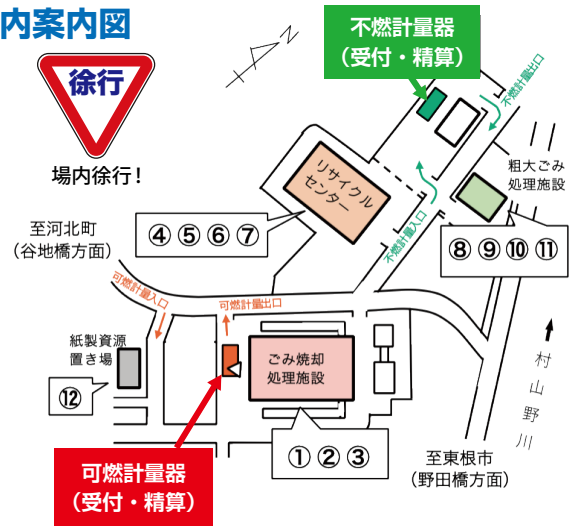 内案内図
徐行
場内徐行！
N
不燃計量器
（受付・精算）
不燃計量出口
リサイクル
センター
粗大ごみ
処理施設
④⑤⑥⑦
⑧⑨⑩⑪
不燃計量入口
至河北町
（谷地橋方面）
可燃計量入口
可燃計量出口
紙製資源
置き場
⑫
ごみ焼却
処理施設
①②③
可燃計量器
（受付・精算）
村山野川
至東根市
（野田橋方面）